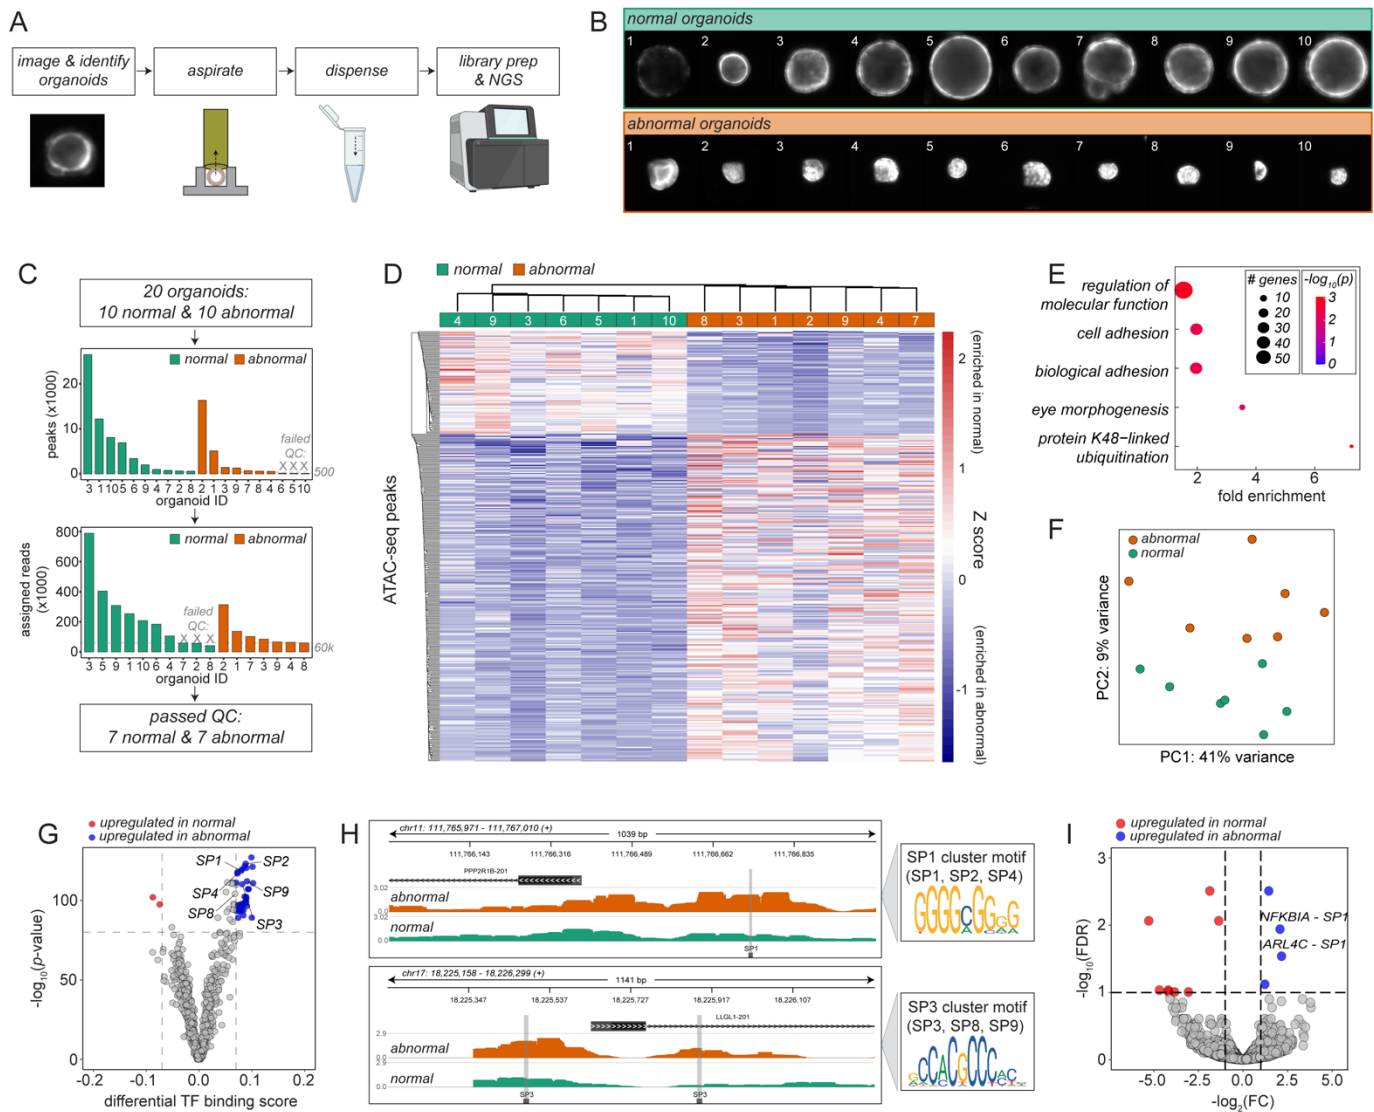 A
image & identify
organoids
aspirate
dispense
library prep
& NGS
B
normal organoids
1 2 3 4 5 6 7 8 9 10
abnormal organoids
1 2 3 4 5 6 7 8 9 10
C
20 organoids:
10 normal & 10 abnormal
normal abnormal
peaks (x1000)
20
10
0
failed
QC:
X X X
500
3 1 10 5 6 9 4 7 2 8 2 1 3 9 7 8 4 6 5 10
organoid ID
normal abnormal
assigned reads
(x1000)
800
600
400
200
0
failed
QC:
X X X
60k
3 5 9 1 10 6 4 7 2 8 2 1 7 3 9 4 8
organoid ID
passed QC:
7 normal & 7 abnormal
D
normal abnormal
4 9 3 6 5 1 10 8 3 1 2 9 4 7
ATAC-seq peaks
2
1
0
-1
(enriched in normal)
Z score
(enriched in abnormal)
E
regulation of
molecular function
cell adhesion
biological adhesion
eye morphogenesis
protein K48−linked
ubiquitination
# genes
10
20
30
40
50
-log10(p)
3
2
1
0
2 4 6
fold enrichment
F
abnormal
normal
PC2: 9% variance
PC1: 41% variance
G
upregulated in normal
upregulated in abnormal
SP1
SP2
SP4
SP9
SP8
SP3
100
50
0
-log10(p-value)
-0.2 -0.1 0.0 0.1 0.2
differential TF binding score
H
chr11: 111,765,971 - 111,767,010 (+)
1039 bp
111,766,143 111,766,316 111,766,489 111,766,662 111,766,835
PPP2R1B-201
3.02
abnormal
0.0
3.02
normal
0.0
SP1
SP1 cluster motif
(SP1, SP2, SP4)
chr17: 18,225,158 - 18,226,299 (+)
1141 bp
18,225,347 18,225,537 18,225,727 18,225,917 18,226,107
LLGL1-201
2.9
abnormal
0.0
2.9
normal
0.0
SP3 SP3
SP3 cluster motif
(SP3, SP8, SP9)
I
upregulated in normal
upregulated in abnormal
3
2
1
0
-log10(FDR)
NFKBIA - SP1
ARL4C - SP1
-5.0 -2.5 0.0 2.5 5.0
-log2(FC)